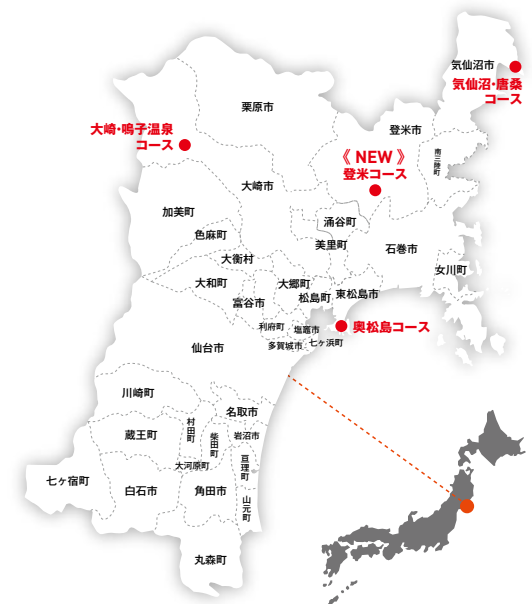 気仙沼市
気仙沼・唐桑
コース
栗原市
登米市
大崎・鳴子温泉
コース
《 NEW 》
登米コース
南三陸町
大崎市
加美町
涌谷町
色麻町
美里町
石巻市
大衡村
女川町
大和町
大郷町
富谷市
松島町
東松島市
利府町
塩竈市
奥松島コース
多賀城市
七ヶ浜町
仙台市
川崎町
名取市
村田町
柴田町
岩沼市
蔵王町
大河原町
亘理町
七ヶ宿町
白石市
角田市
山元町
丸森町